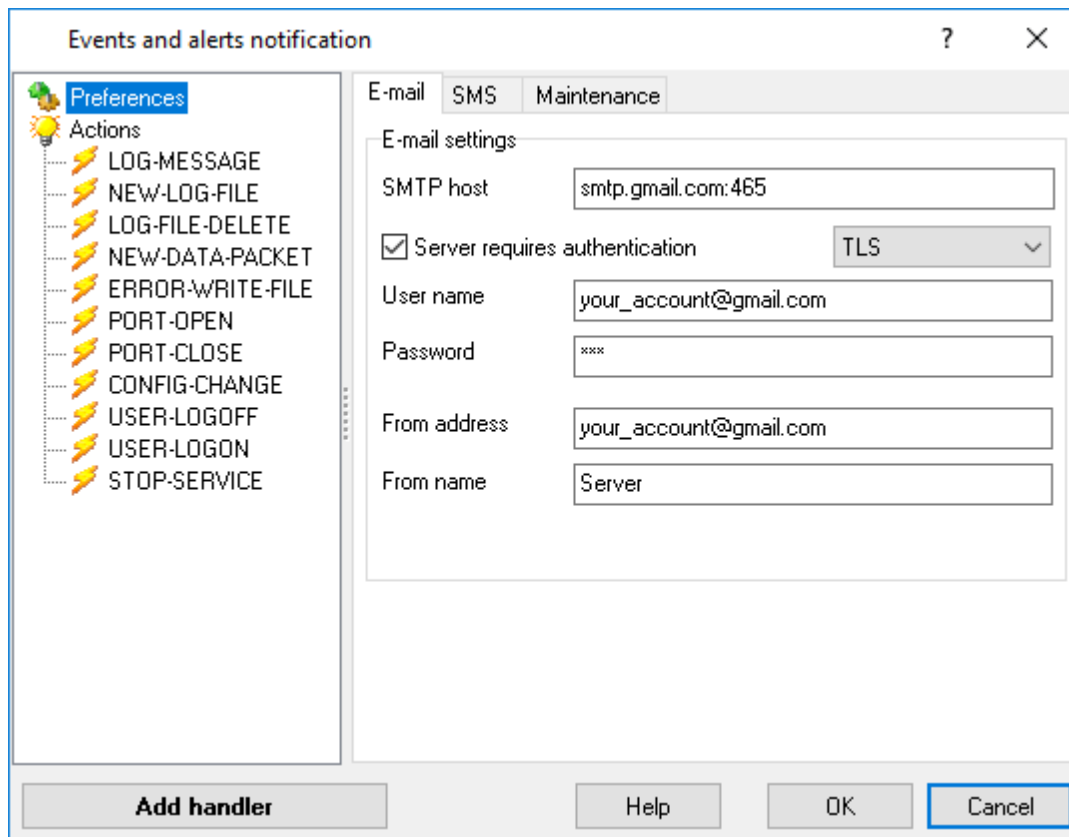 Events and alerts notification
?
Preferences
Actions
LOG-MESSAGE
NEW-LOG-FILE
LOG-FILE-DELETE
NEW-DATA-PACKET
ERROR-WRITE-FILE
PORT-OPEN
PORT-CLOSE
CONFIG-CHANGE
USER-LOGOFF
USER-LOGON
STOP-SERVICE
E-mail SMS Maintenance
E-mail settings
SMTP host smtp.gmail.com:465
Server requires authentication TLS
User name your_account@gmail.com
Password ***
From address your_account@gmail.com
From name Server
Add handler Help OK Cancel